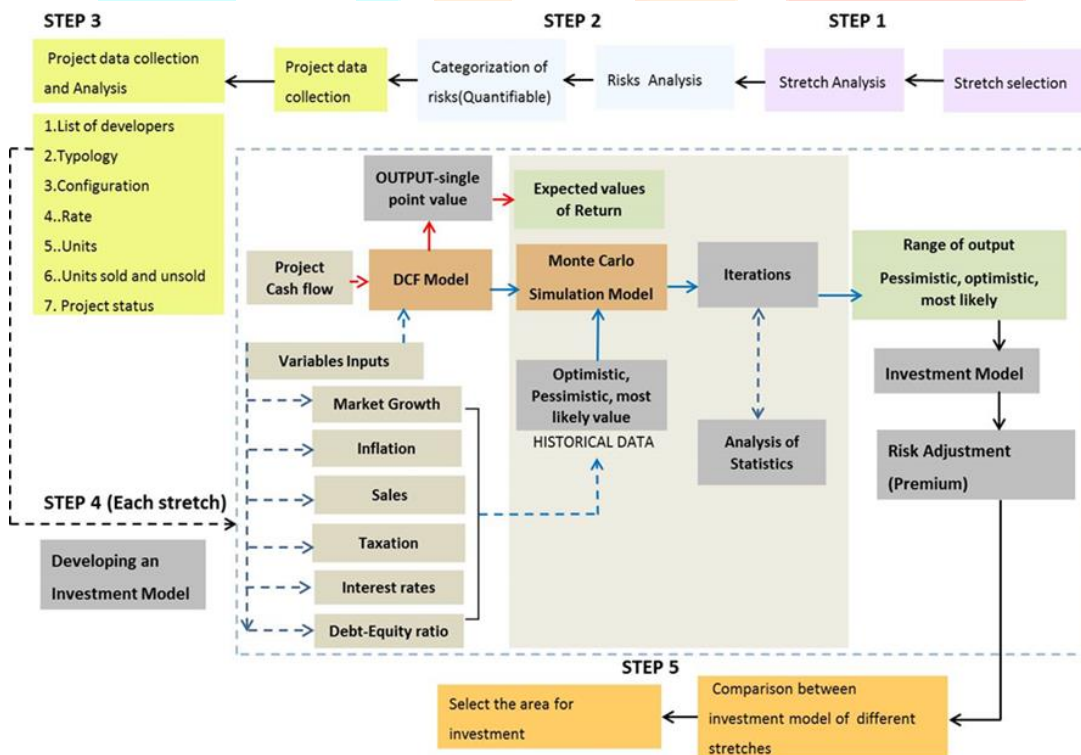 STEP 3
STEP 2
STEP 1
Project data collection
and Analysis
Project data
collection
Categorization of
risks(Quantifiable)
Risks Analysis
Stretch Analysis
Stretch selection
1.List of developers
2.Typology
3.Configuration
4..Rate
5..Units
6..Units sold and unsold
7. Project status
OUTPUT-single
point value
Expected values
of Return
Project
Cash flow
DCF Model
Monte Carlo
Simulation Model
Iterations
Range of output
Pessimistic, optimistic,
most likely
Variables Inputs
Market Growth
Inflation
Sales
Taxation
Interest rates
Debt-Equity ratio
Optimistic,
Pessimistic, most
likely value
HISTORICAL DATA
Analysis of
Statistics
Investment Model
Risk Adjustment
(Premium)
STEP 4 (Each stretch)
Developing an
Investment Model
STEP 5
Select the area for
investment
Comparison between
investment model of different
stretches